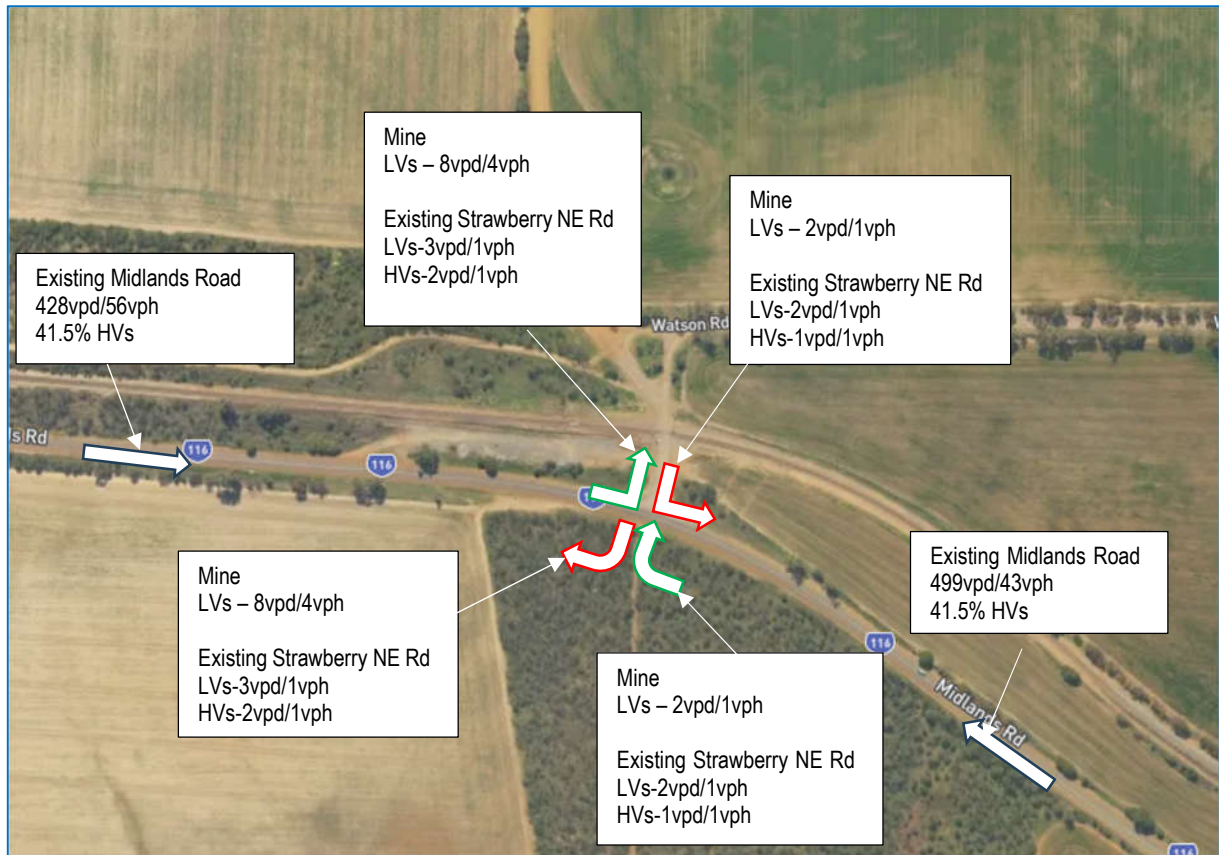 Mine
LVs – 8vpd/4vph
Existing Strawberry NE Rd
LVs-3vpd/1vph
HVs-2vpd/1vph
Mine
LVs – 2vpd/1vph
Existing Strawberry NE Rd
LVs-2vpd/1vph
HVs-1vpd/1vph
Existing Midlands Road
428vpd/56vph
41.5% HVs
Watson Rd
ds Rd
116
116
Existing Midlands Road
499vpd/43vph
41.5% HVs
Mine
LVs – 8vpd/4vph
Existing Strawberry NE Rd
LVs-3vpd/1vph
HVs-2vpd/1vph
Mine
LVs – 2vpd/1vph
Existing Strawberry NE Rd
LVs-2vpd/1vph
HVs-1vpd/1vph
116
Midlands Rd
116